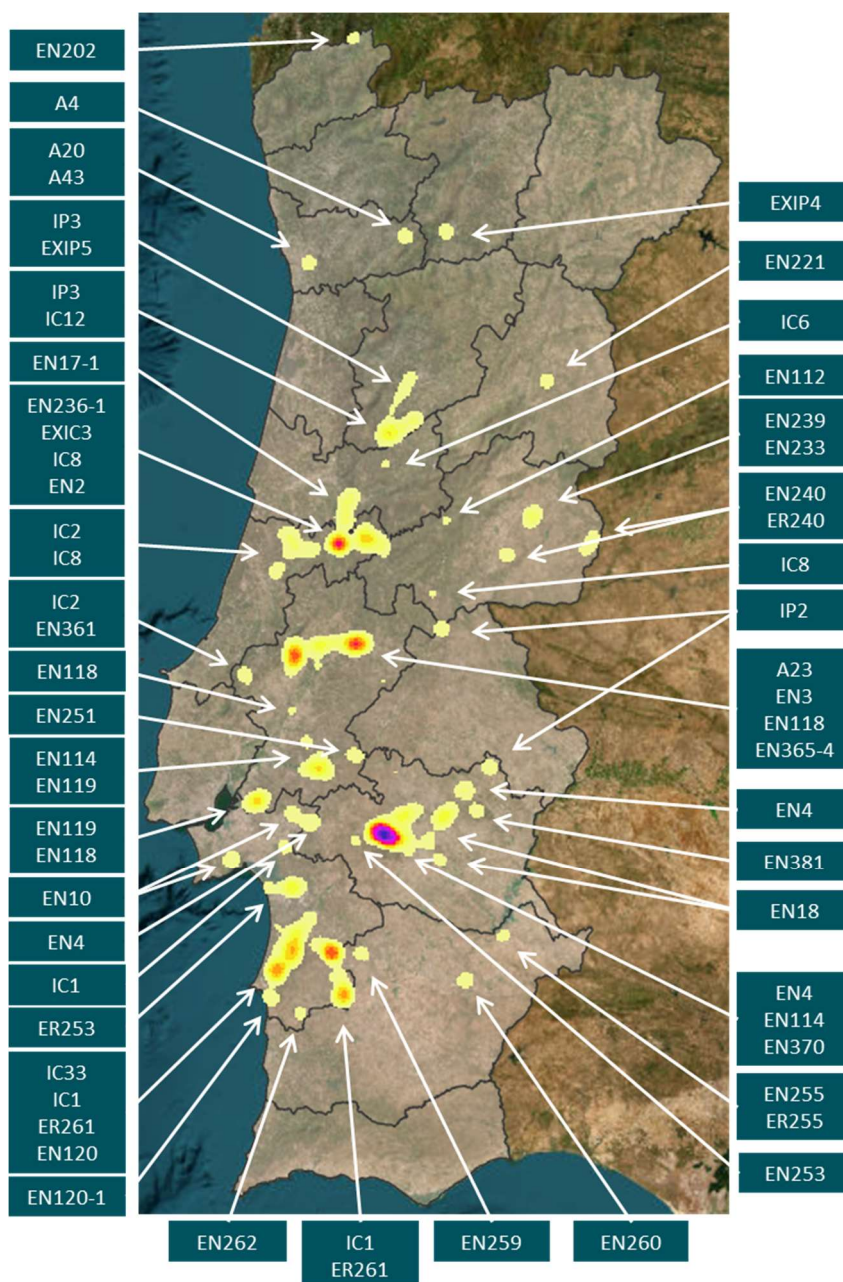 EN202
A4
A20
A43
IP3
EXIP5
IP3
IC12
EN17-1
EN236-1
EXIC3
IC8
EN2
IC2
IC8
IC2
EN361
EN118
EN251
EN114
EN119
EN119
EN118
EN10
EN4
IC1
ER253
IC33
IC1
ER261
EN120
EN120-1
EN262
IC1
ER261
EN259
EN260
EXIP4
EN221
IC6
EN112
EN239
EN233
EN240
ER240
IC8
IP2
A23
EN3
EN118
EN365-4
EN4
EN381
EN18
EN4
EN114
EN370
EN255
ER255
EN253